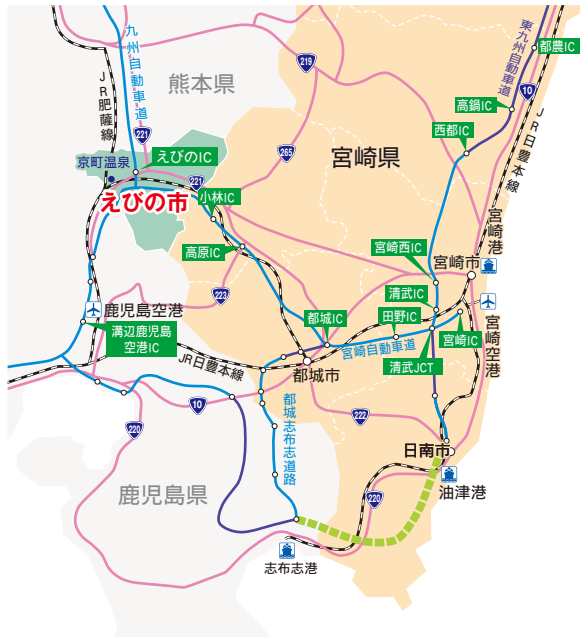 九州自動車道
219
東九州自動車道
都農IC
10
JR肥薩線
熊本県
高鍋IC
JR日豊本線
221
265
西都IC
宮崎県
えびのIC
京町温泉
221
えびの市
小林IC
宮崎港
宮崎西IC
高原IC
宮崎市
223
清武IC
鹿児島空港
都城IC
田野IC
宮崎IC
宮崎空港
溝辺鹿児島
空港IC
宮崎自動車道
JR日豊本線
都城市
清武JCT
10
222
220
都城志布志道路
日南市
鹿児島県
220
油津港
志布志港